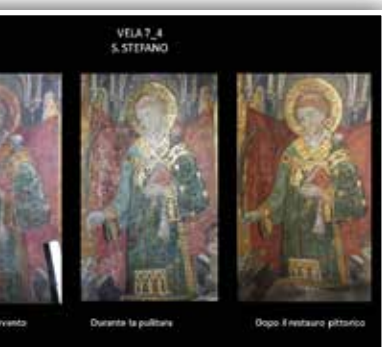 VELA 7_4
S. STEFANO
Durante la pulitura
Dopo il restauro pittorico